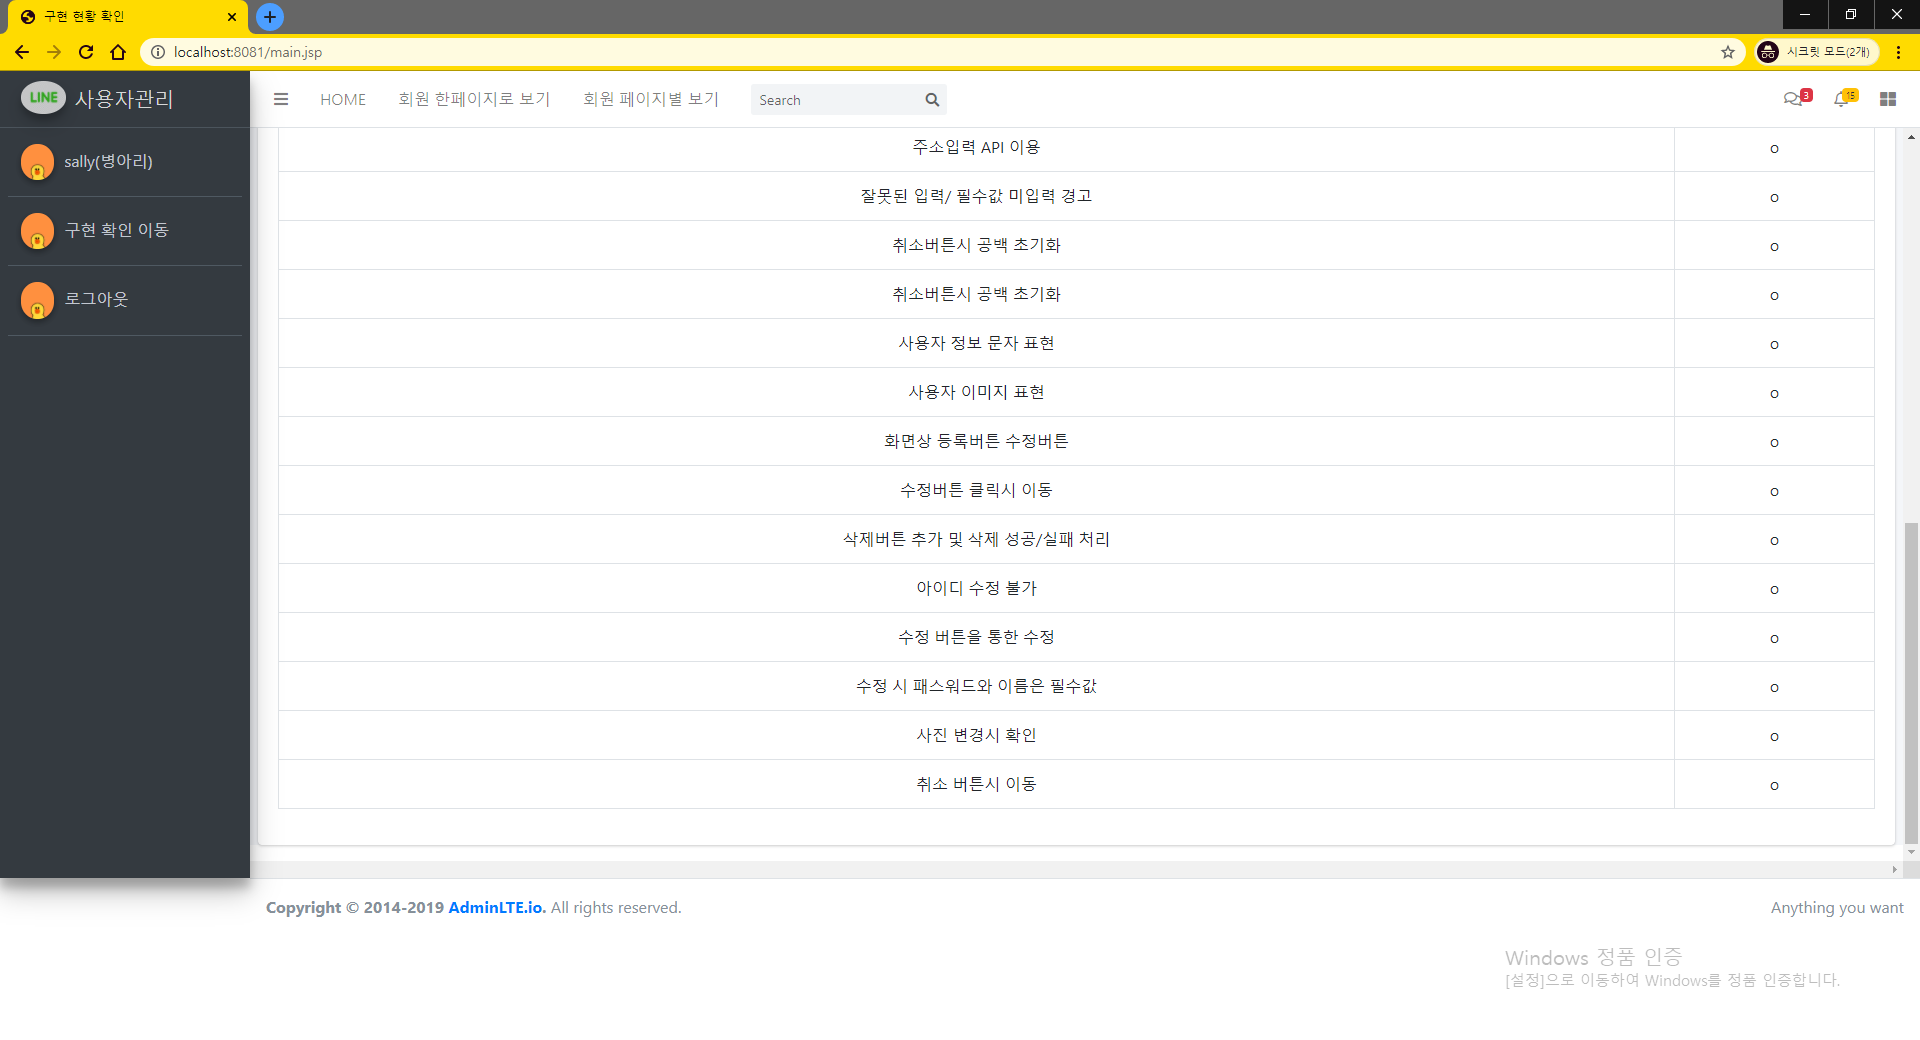 구현 현황 확인
localhost:8081/main.jsp
시크릿 모드(2개)
LINE 사용자관리
HOME 회원 한페이지로 보기 회원 페이지별 보기 Search 3 15
sally(병아리)
구현 확인 이동
로그아웃
주소입력 API 이용 o
잘못된 입력/ 필수값 미입력 경고 o
취소버튼시 공백 초기화 o
취소버튼시 공백 초기화 o
사용자 정보 문자 표현 o
사용자 이미지 표현 o
화면상 등록버튼 수정버튼 o
수정버튼 클릭시 이동 o
삭제버튼 추가 및 삭제 성공/실패 처리 o
아이디 수정 불가 o
수정 버튼을 통한 수정 o
수정 시 패스워드와 이름은 필수값 o
사진 변경시 확인 o
취소 버튼시 이동 o
Copyright © 2014-2019 AdminLTE.io. All rights reserved. Anything you want
Windows 정품 인증
[설정]으로 이동하여 Windows를 정품 인증합니다.